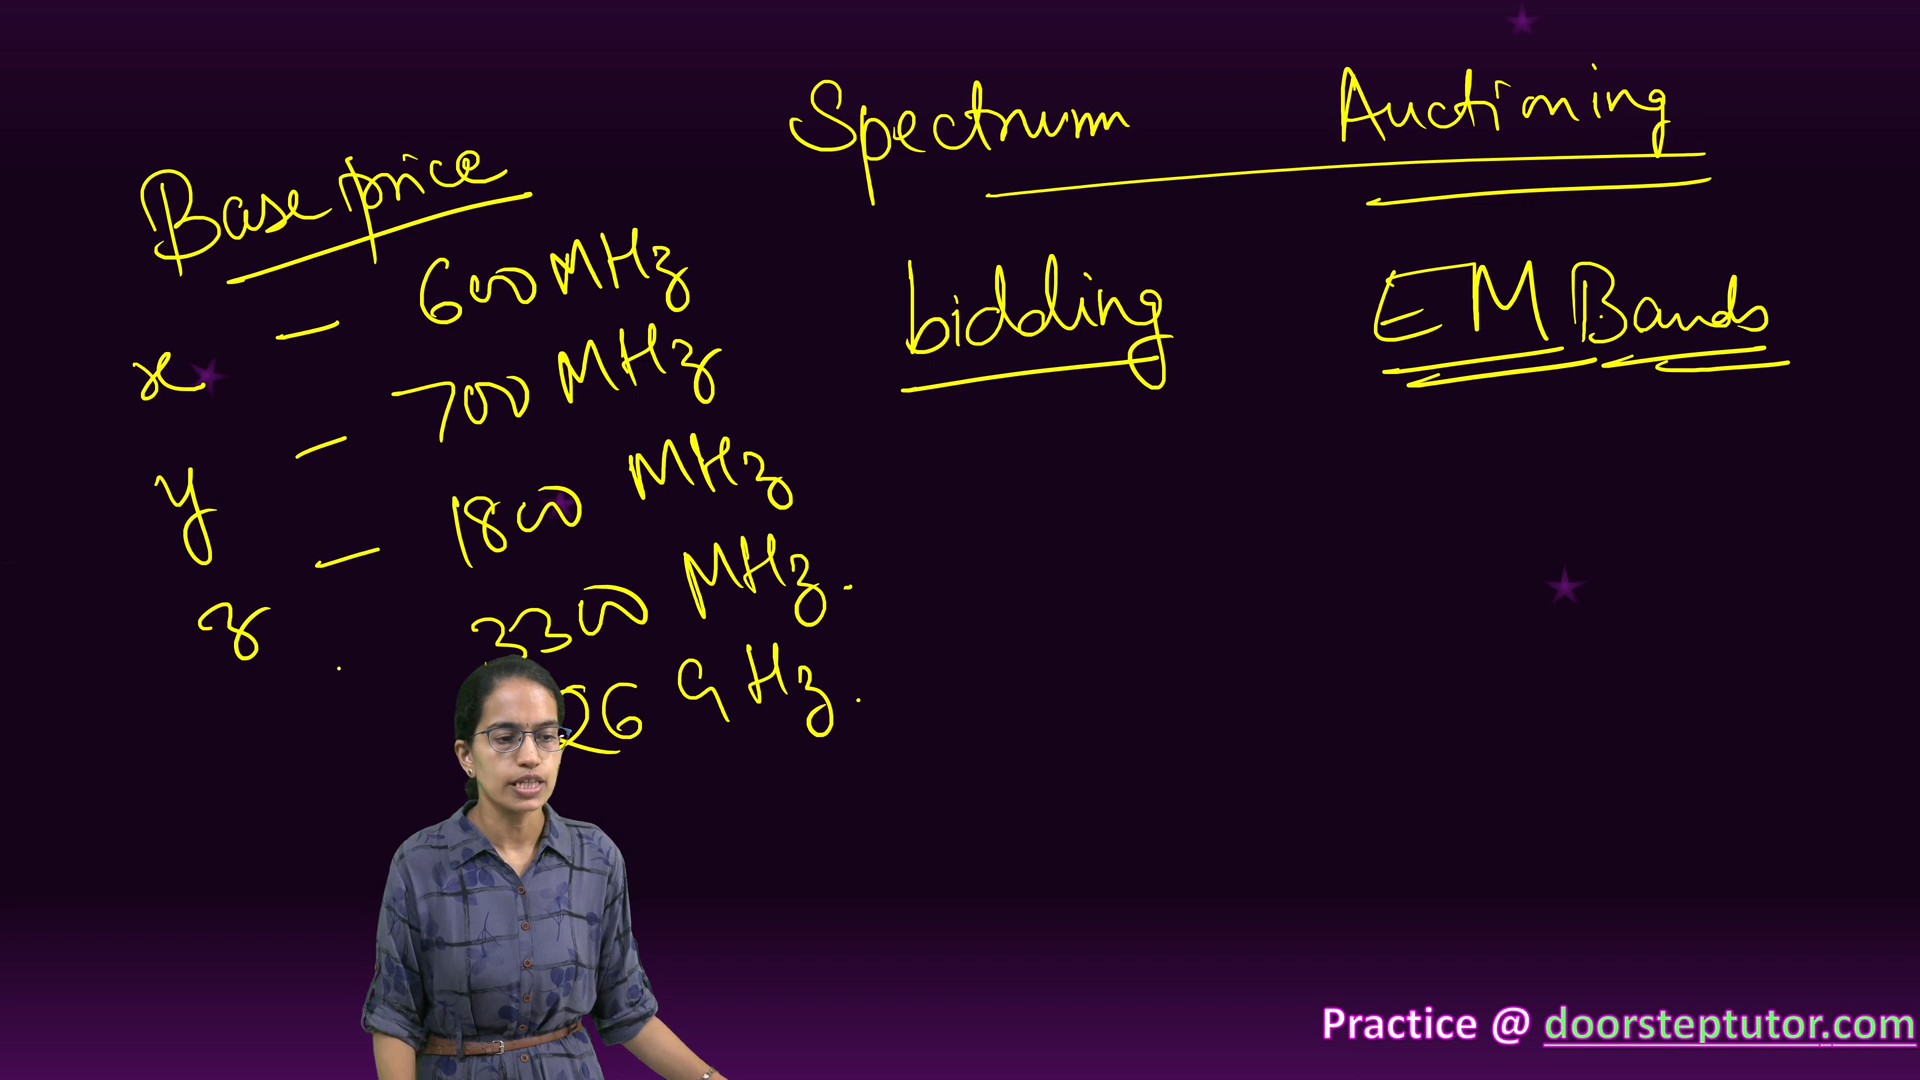 Spectrum Auctioning
Base price
bidding EM Bands
x - 600 MHz
y - 700 MHz
z - 1800 MHz
3300 MHz.
26 GHz.
Practice @ doorsteptutor.com